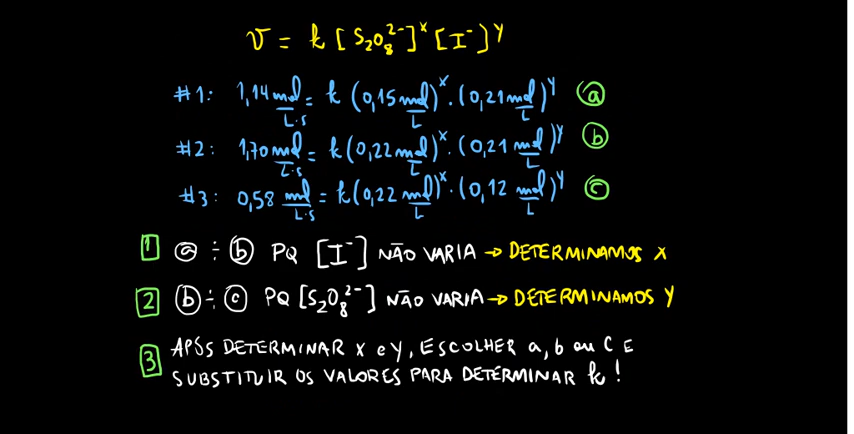 v = k [S₂O₈²⁻]ˣ [I⁻]ʸ
#1: 1,14 mol/L·s = k (0,15 mol/L)ˣ · (0,21 mol/L)ʸ ⓐ
#2: 1,70 mol/L·s = k (0,22 mol/L)ˣ · (0,21 mol/L)ʸ ⓑ
#3: 0,58 mol/L·s = k (0,22 mol/L)ˣ · (0,12 mol/L)ʸ ⓒ
1 ⓐ ÷ ⓑ PQ [I⁻] NÃO VARIA → DETERMINAMOS X
2 ⓑ ÷ ⓒ PQ [S₂O₈²⁻] NÃO VARIA → DETERMINAMOS Y
3 APÓS DETERMINAR X e Y, ESCOLHER a, b ou C E
SUBSTITUIR OS VALORES PARA DETERMINAR k!